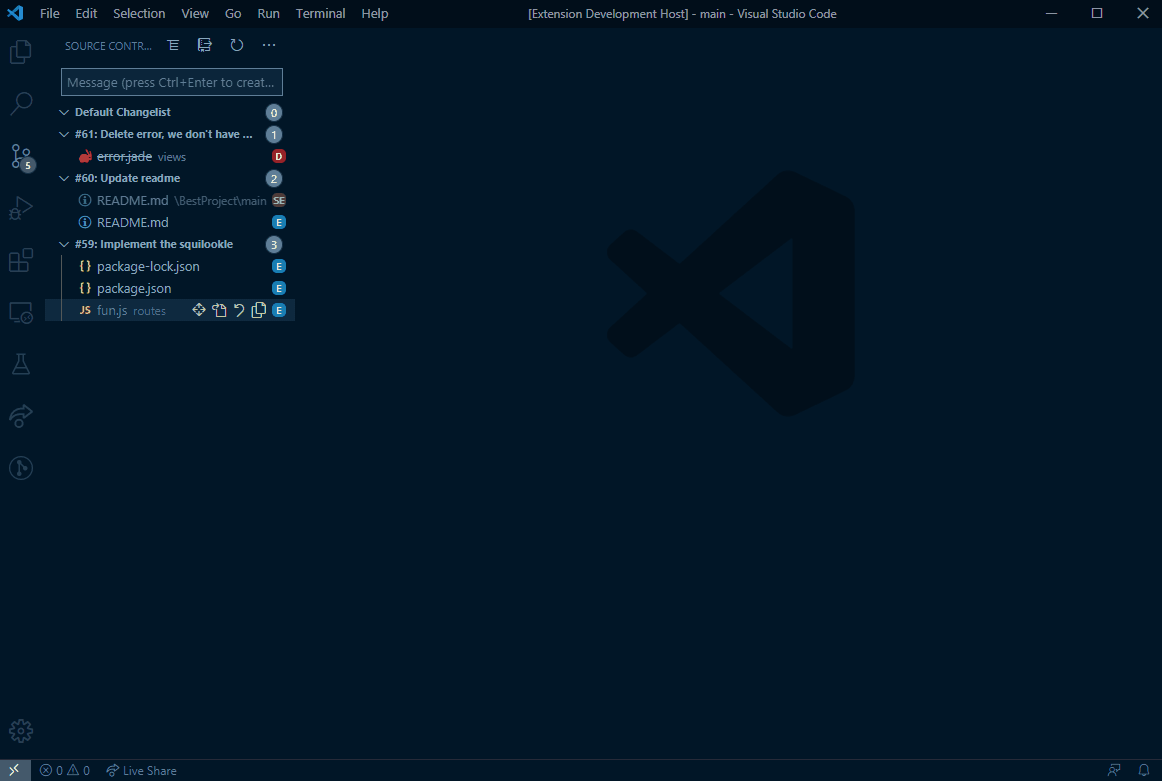 File Edit Selection View Go Run Terminal Help [Extension Development Host] - main - Visual Studio Code
SOURCE CONTR...
Message (press Ctrl+Enter to creat...
Default Changelist 0
#61: Delete error, we don't have ... 1
error.jade views D
5
#60: Update readme 2
README.md \BestProject\main SE
README.md E
#59: Implement the squilookle 3
{} package-lock.json E
{} package.json E
JS fun.js routes E
0 0 Live Share